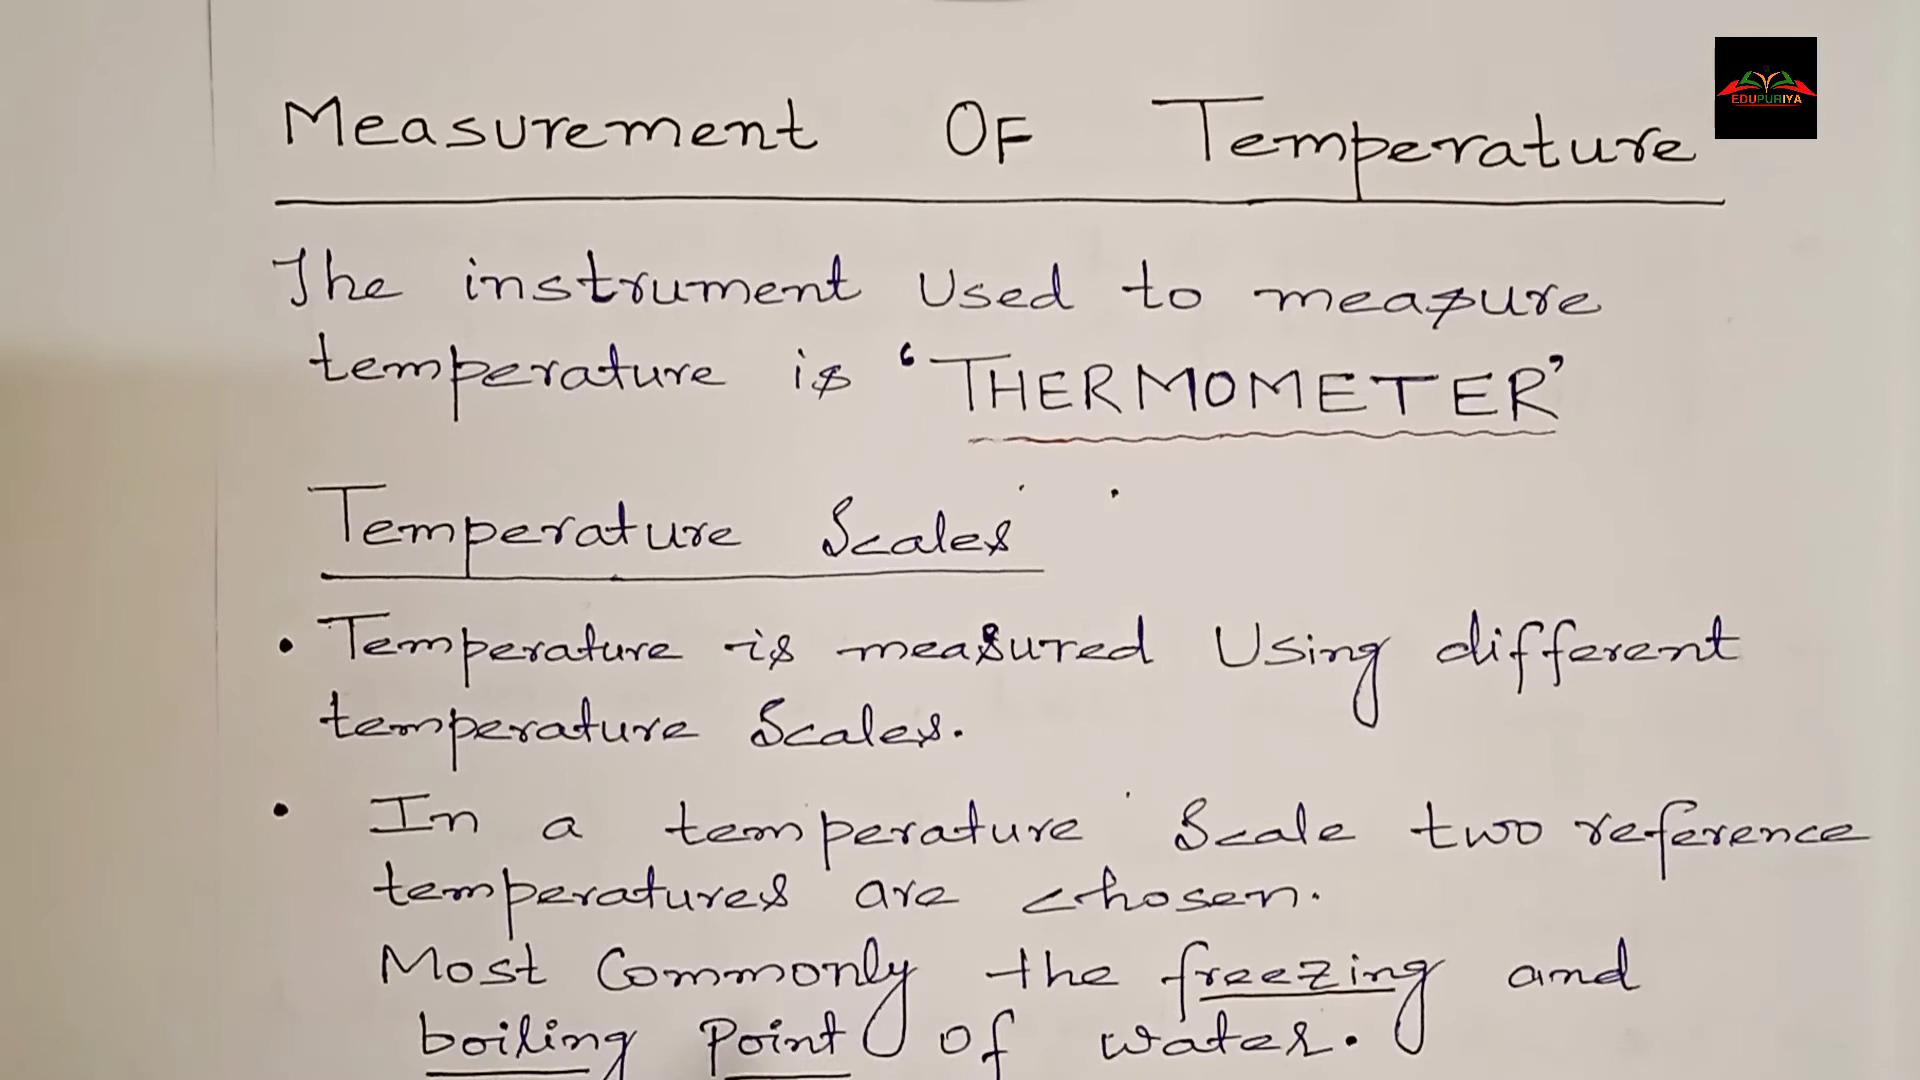 Measurement OF Temperature
EDUPURIYA
The instrument Used to measure
temperature is ‘THERMOMETER’
Temperature Scales
• Temperature is measured Using different
temperature Scales.
• In a temperature Scale two reference
temperatures are chosen.
Most Commonly the freezing and
boiling Point of water.